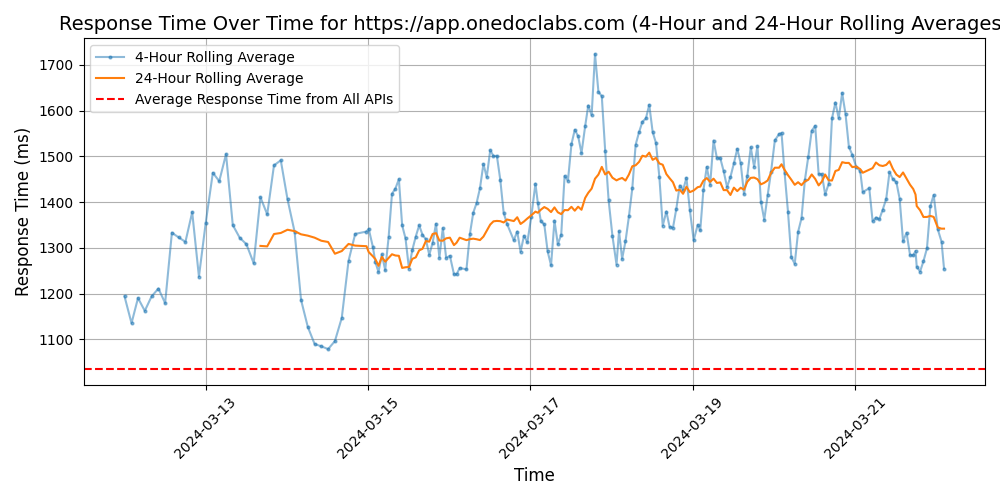 Response Time Over Time for https://app.onedoclabs.com (4-Hour and 24-Hour Rolling Averages
4-Hour Rolling Average
24-Hour Rolling Average
Average Response Time from All APIs
Response Time (ms)
1700
1600
1500
1400
1300
1200
1100
2024-03-13
2024-03-15
2024-03-17
2024-03-19
2024-03-21
Time